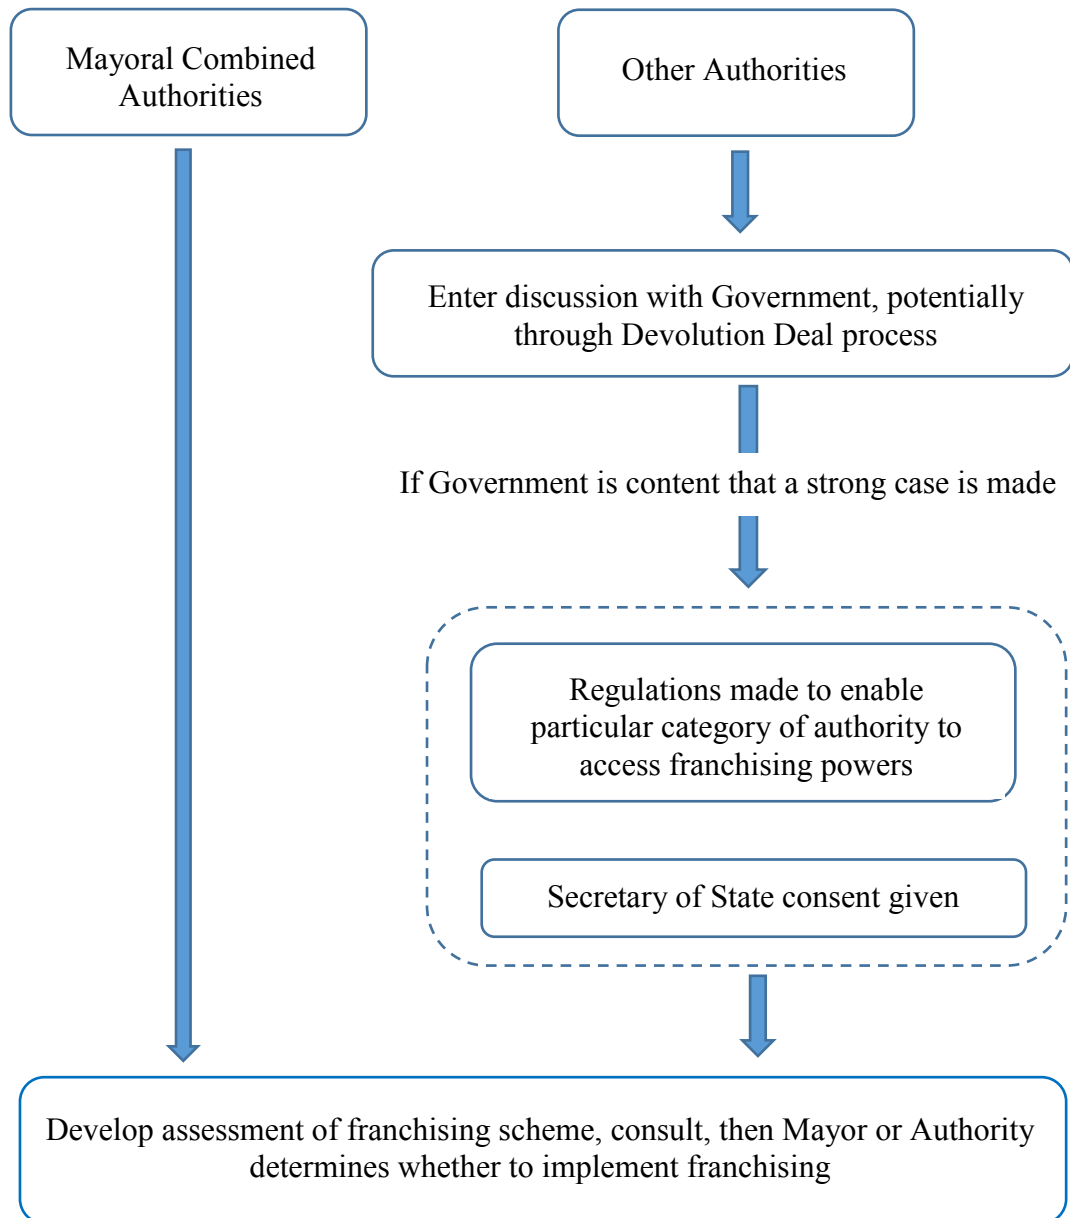 Mayoral Combined
Authorities
Other Authorities
Enter discussion with Government, potentially
through Devolution Deal process
If Government is content that a strong case is made
Regulations made to enable
particular category of authority to
access franchising powers
Secretary of State consent given
Develop assessment of franchising scheme, consult, then Mayor or Authority
determines whether to implement franchising